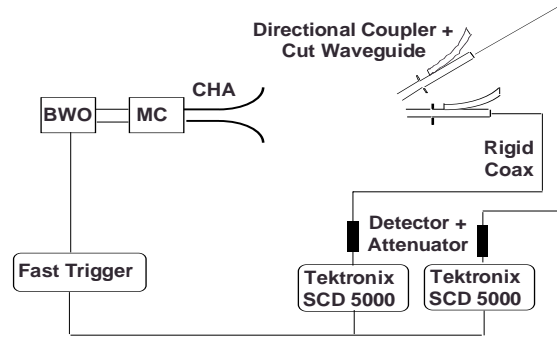 Directional Coupler +
Cut Waveguide
CHA
BWO
MC
Rigid
Coax
Detector +
Attenuator
Fast Trigger
Tektronix
SCD 5000
Tektronix
SCD 5000